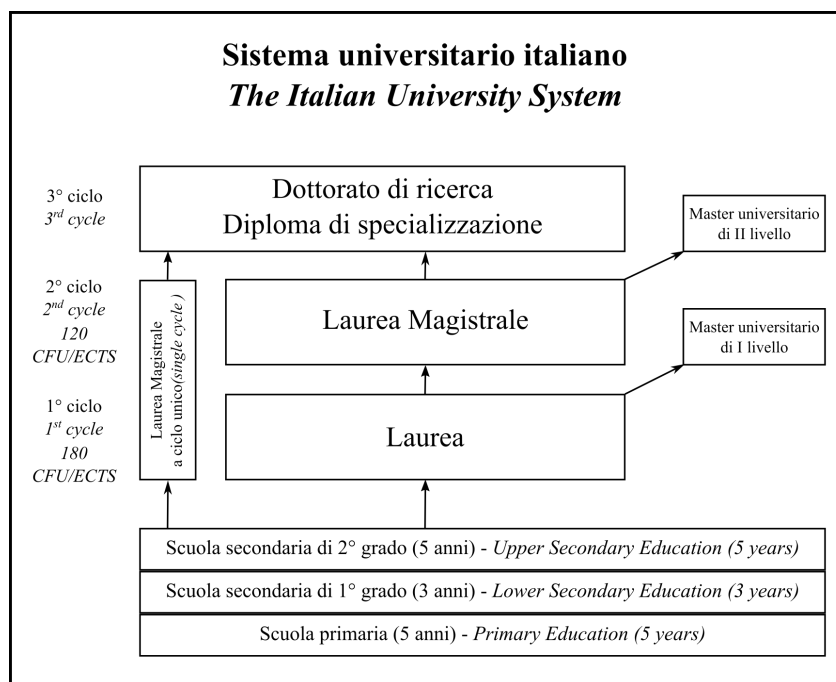 Sistema universitario italiano
The Italian University System
3° ciclo
3rd cycle
Dottorato di ricerca
Diploma di specializzazione
Master universitario
di II livello
2° ciclo
2nd cycle
120
CFU/ECTS
Laurea Magistrale
a ciclo unico(single cycle )
Laurea Magistrale
Master universitario
di I livello
1° ciclo
1st cycle
180
CFU/ECTS
Laurea
Scuola secondaria di 2° grado (5 anni) - Upper Secondary Education (5 years)
Scuola secondaria di 1° grado (3 anni) - Lower Secondary Education (3 years)
Scuola primaria (5 anni) - Primary Education (5 years)